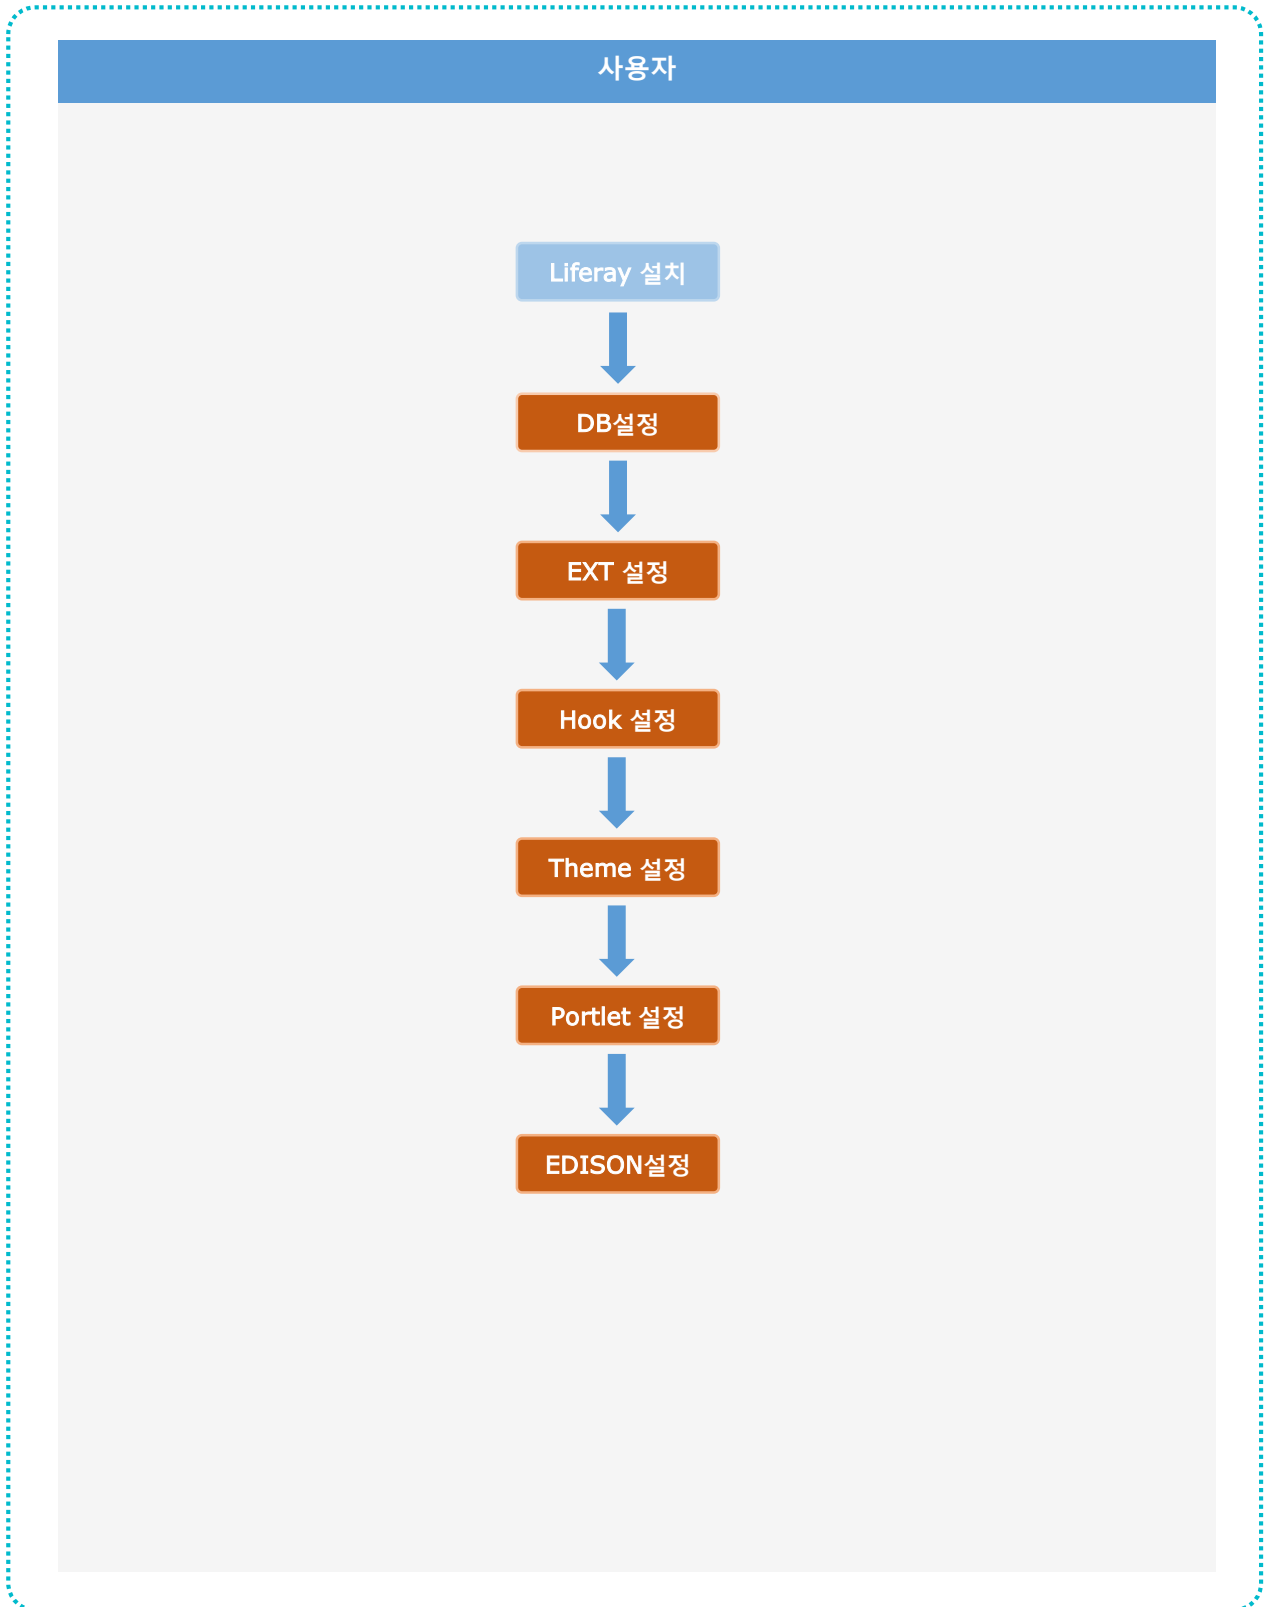 사용자
Liferay 설치
DB설정
EXT 설정
Hook 설정
Theme 설정
Portlet 설정
EDISON설정